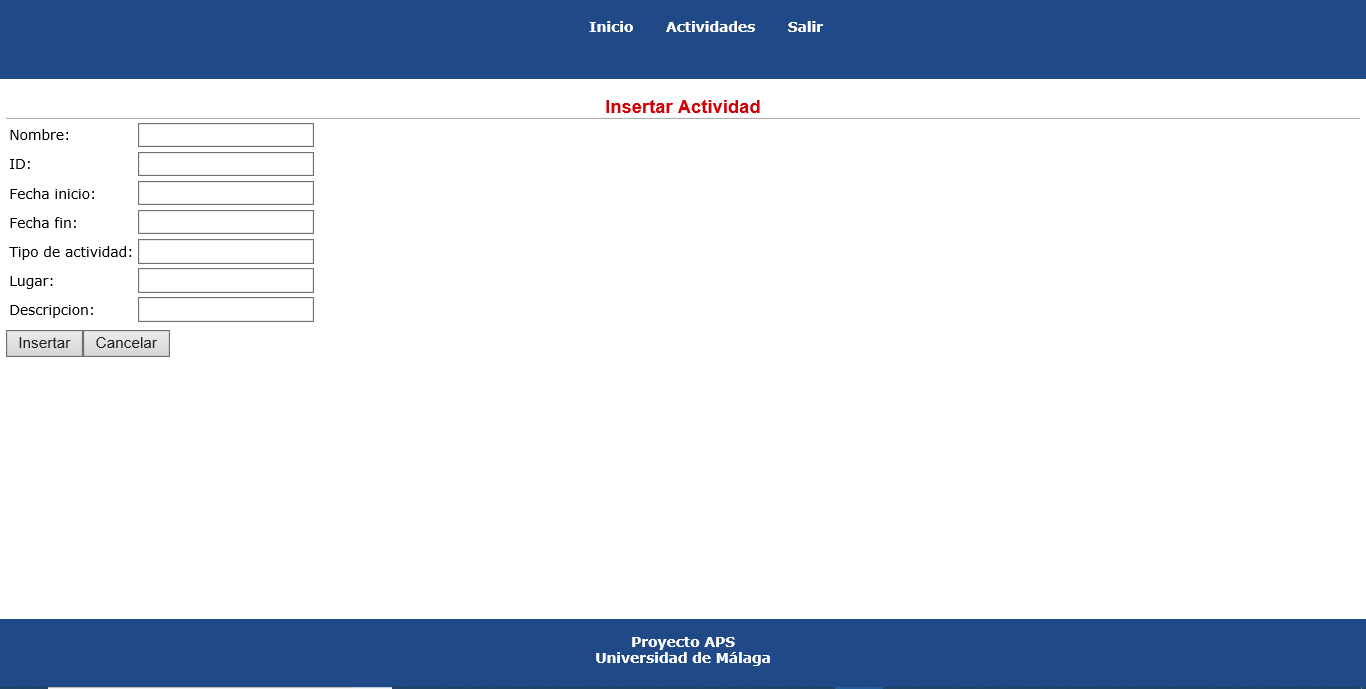 Inicio Actividades Salir
Insertar Actividad
Nombre:
ID:
Fecha inicio:
Fecha fin:
Tipo de actividad:
Lugar:
Descripcion:
Insertar Cancelar
Proyecto APS
Universidad de Málaga